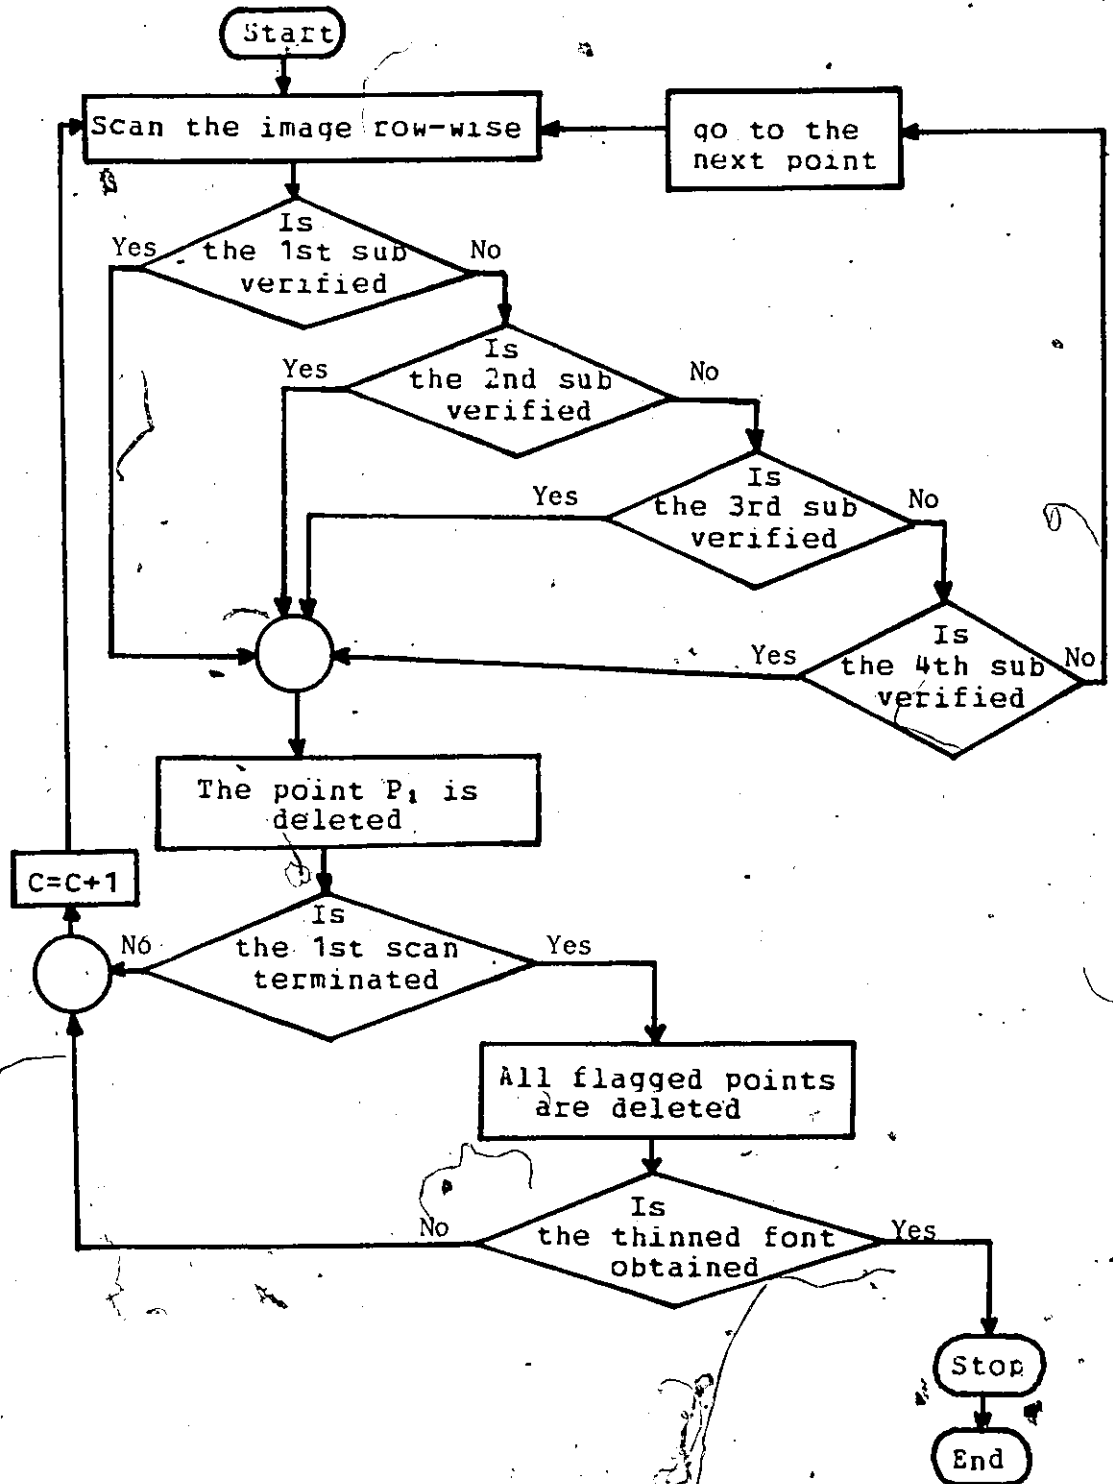 Start
Scan the image row-wise
go to the
next point
Is
the 1st sub
verified
Yes
No
Is
the 2nd sub
verified
Yes
No
Is
the 3rd sub
verified
Yes
No
Is
the 4th sub
verified
Yes
No
The point P₁ is
deleted
C=C+1
Is
the 1st scan
terminated
No
Yes
All flagged points
are deleted
Is
the thinned font
obtained
No
Yes
Stop
End